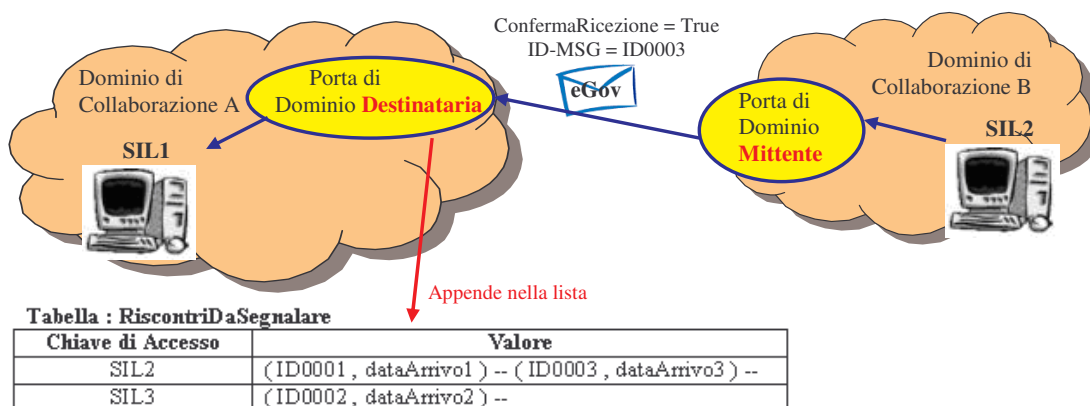 ConfermaRicezione = True
ID-MSG = ID0003
eGov
Dominio di
Collaborazione A
Porta di
Dominio Destinataria
Dominio di
Collaborazione B
Porta di
Dominio
Mittente
SIL1
SIL2
Appende nella lista
Tabella : RiscontriDaSegnalare
Chiave di Accesso Valore
SIL2 ( ID0001 , dataArrivo1 ) -- ( ID0003 , dataArrivo3 ) --
SIL3 ( ID0002 , dataArrivo2 ) --